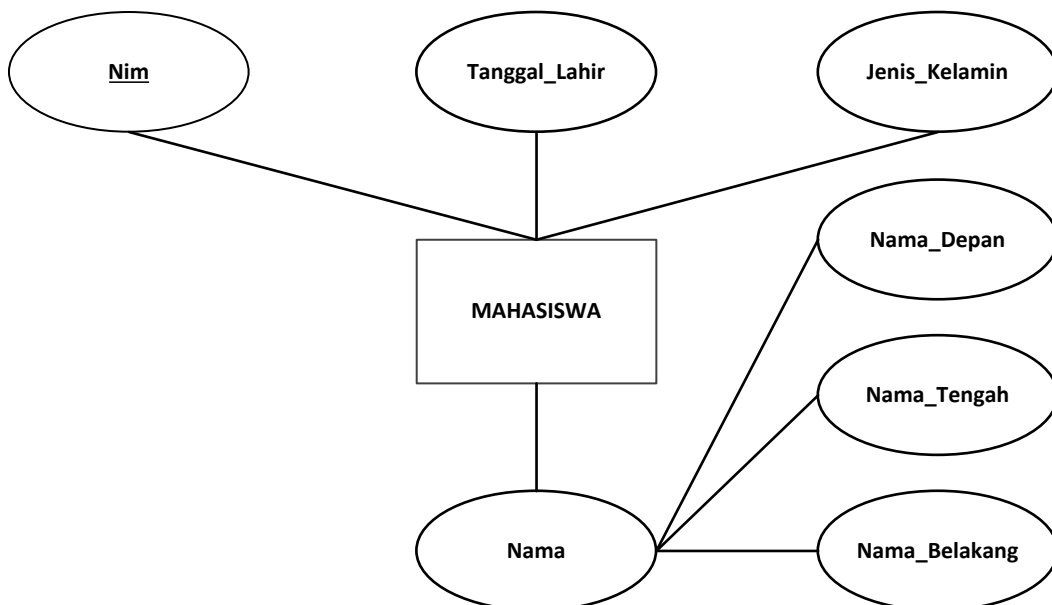 Nim
Tanggal_Lahir
Jenis_Kelamin
Nama_Depan
MAHASISWA
Nama_Tengah
Nama
Nama_Belakang